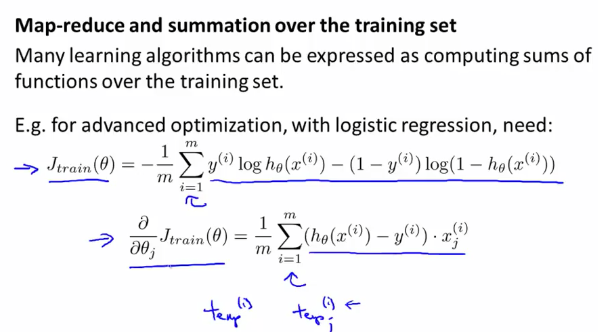 Map-reduce and summation over the training set
Many learning algorithms can be expressed as computing sums of
functions over the training set.
E.g. for advanced optimization, with logistic regression, need:
J_{train}(θ) = -\frac{1}{m} \sum_{i=1}^{m} y^{(i)} log h_θ(x^{(i)}) - (1 - y^{(i)}) log(1 - h_θ(x^{(i)}))
\frac{∂}{∂θ_j} J_{train}(θ) = \frac{1}{m} \sum_{i=1}^{m} (h_θ(x^{(i)}) - y^{(i)}) · x_j^{(i)}
temp^{(i)} temp_j^{(i)} ←